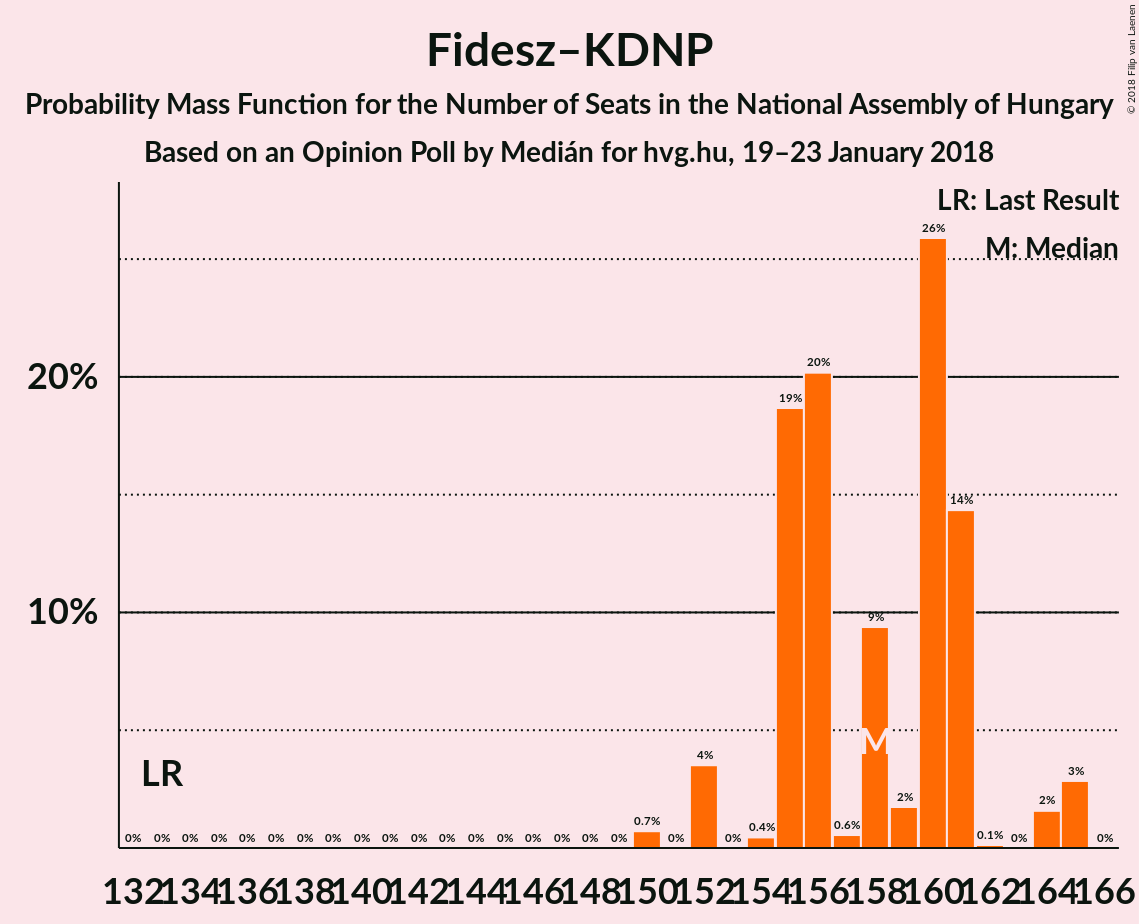 Fidesz–KDNP
Probability Mass Function for the Number of Seats in the National Assembly of Hungary
Based on an Opinion Poll by Medián for hvg.hu, 19–23 January 2018
© 2018 Filip van Laenen
LR: Last Result
M: Median
20%
10%
LR
M
0% 0% 0% 0% 0% 0% 0% 0% 0% 0% 0% 0% 0% 0% 0% 0% 0% 0% 0.7% 0% 4% 0% 0.4% 19% 20% 0.6% 9% 2% 26% 14% 0.1% 0% 2% 3% 0%
132 134 136 138 140 142 144 146 148 150 152 154 156 158 160 162 164 166